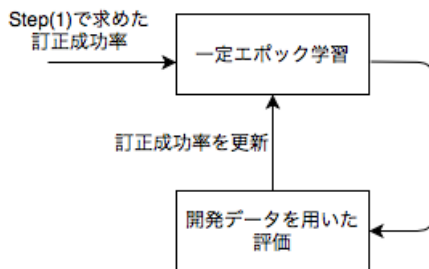 Step(1)で求めた
訂正成功率
一定エポック学習
訂正成功率を更新
開発データを用いた
評価